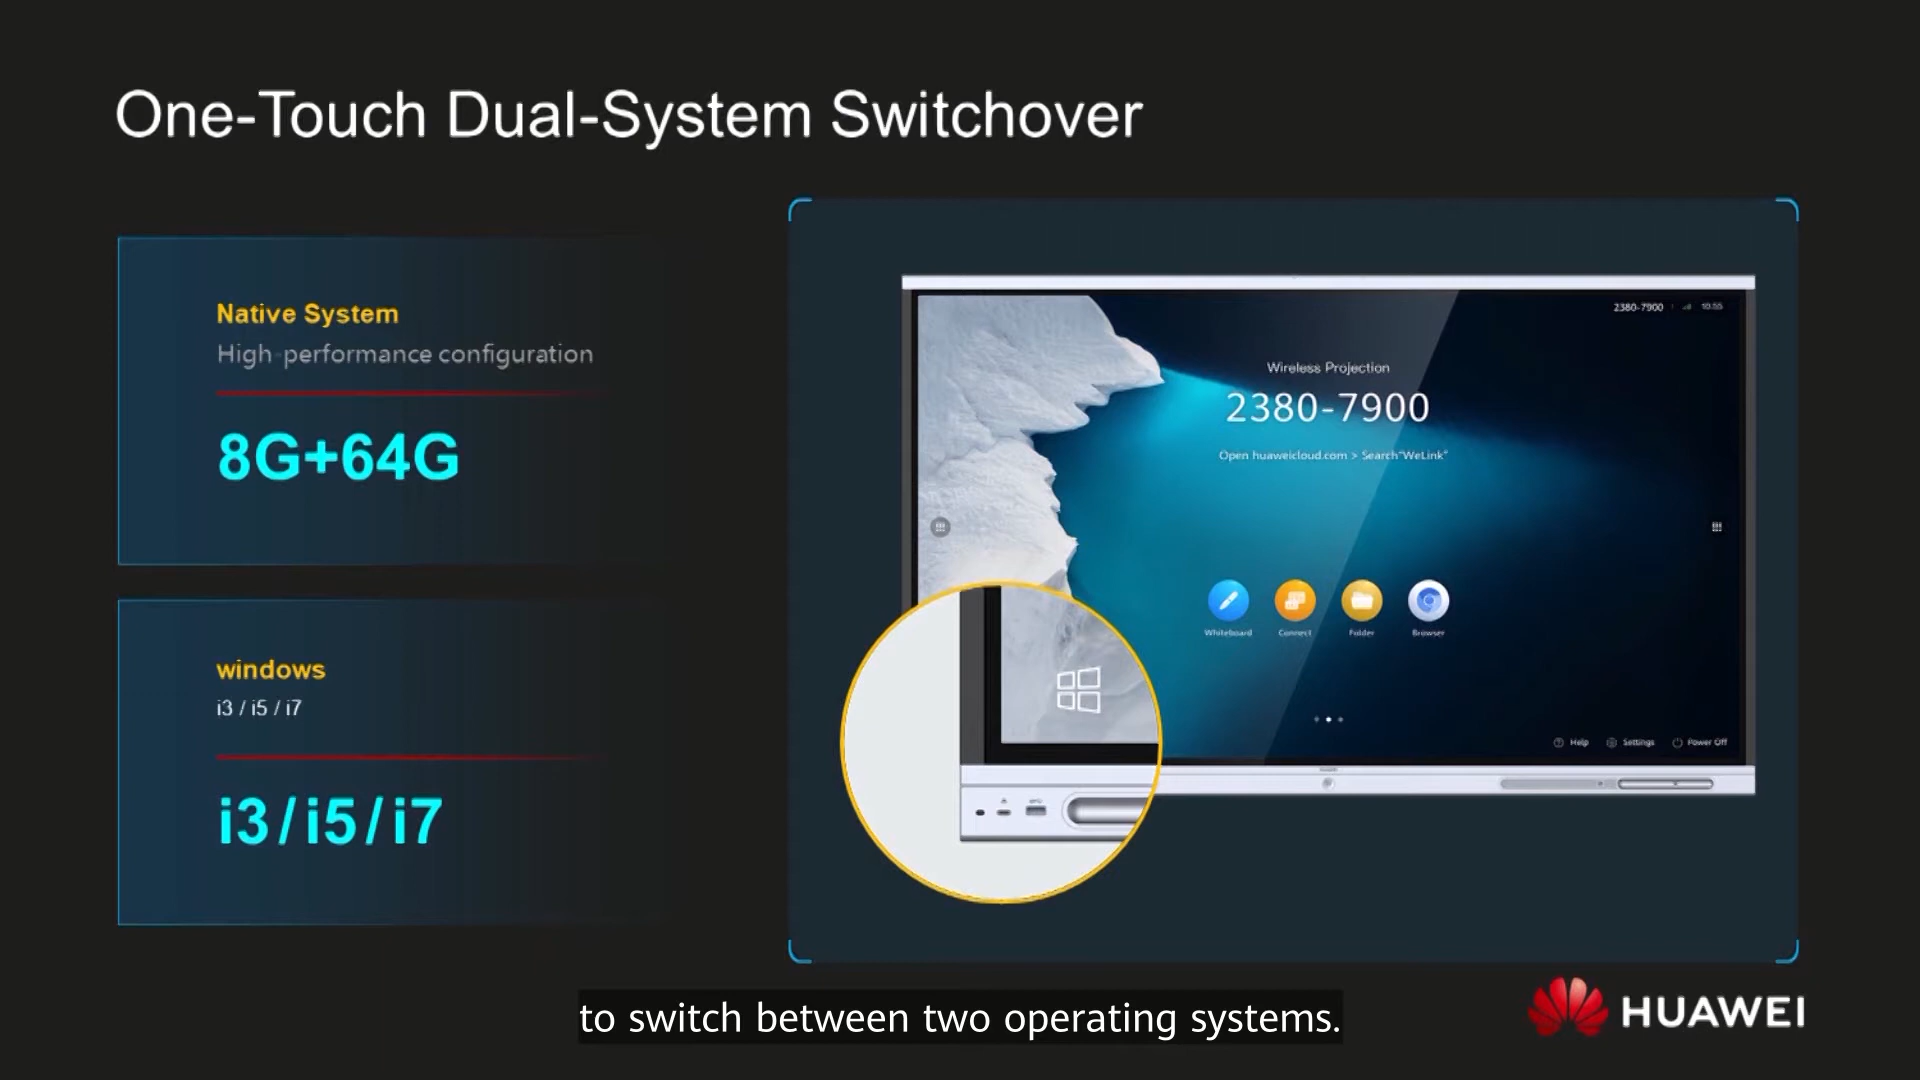 One-Touch Dual-System Switchover
Native System
High-performance configuration
8G+64G
windows
i3 / i5 / i7
i3/i5/i7
2380-7900
10:55
Wireless Projection
2380-7900
Open huaweicloud.com > Search"WeLink"
Whiteboard
Connect
Folder
Browser
Help
Settings
Power Off
to switch between two operating systems.
HUAWEI